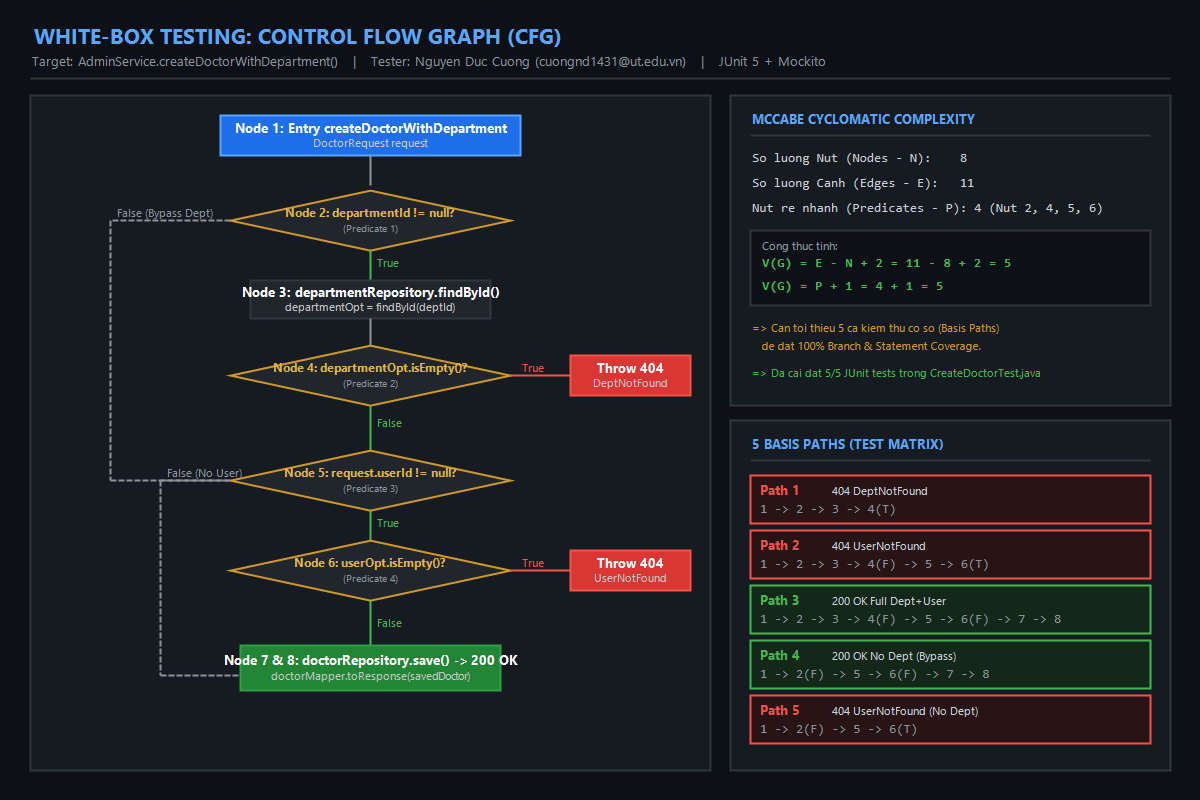 WHITE-BOX TESTING: CONTROL FLOW GRAPH (CFG)
Target: AdminService.createDoctorWithDepartment() | Tester: Nguyen Duc Cuong (cuongnd1431@ut.edu.vn) | JUnit 5 + Mockito
Node 1: Entry createDoctorWithDepartment
DoctorRequest request
False (Bypass Dept)
Node 2: departmentId != null?
(Predicate 1)
True
Node 3: departmentRepository.findById()
departmentOpt = findById(deptId)
Node 4: departmentOpt.isEmpty()?
(Predicate 2)
True
Throw 404
DeptNotFound
False
False (No User)
Node 5: request.userId != null?
(Predicate 3)
True
Node 6: userOpt.isEmpty()?
(Predicate 4)
True
Throw 404
UserNotFound
False
Node 7 & 8: doctorRepository.save() -> 200 OK
doctorMapper.toResponse(savedDoctor)
MCCABE CYCLOMATIC COMPLEXITY
So luong Nut (Nodes - N): 8
So luong Canh (Edges - E): 11
Nut re nhanh (Predicates - P): 4 (Nut 2, 4, 5, 6)
Cong thuc tinh:
V(G) = E - N + 2 = 11 - 8 + 2 = 5
V(G) = P + 1 = 4 + 1 = 5
=> Can toi thieu 5 ca kiem thu co so (Basis Paths)
de dat 100% Branch & Statement Coverage.
=> Da cai dat 5/5 JUnit tests trong CreateDoctorTest.java
5 BASIS PATHS (TEST MATRIX)
Path 1 404 DeptNotFound
1 -> 2 -> 3 -> 4(T)
Path 2 404 UserNotFound
1 -> 2 -> 3 -> 4(F) -> 5 -> 6(T)
Path 3 200 OK Full Dept+User
1 -> 2 -> 3 -> 4(F) -> 5 -> 6(F) -> 7 -> 8
Path 4 200 OK No Dept (Bypass)
1 -> 2(F) -> 5 -> 6(F) -> 7 -> 8
Path 5 404 UserNotFound (No Dept)
1 -> 2(F) -> 5 -> 6(T)